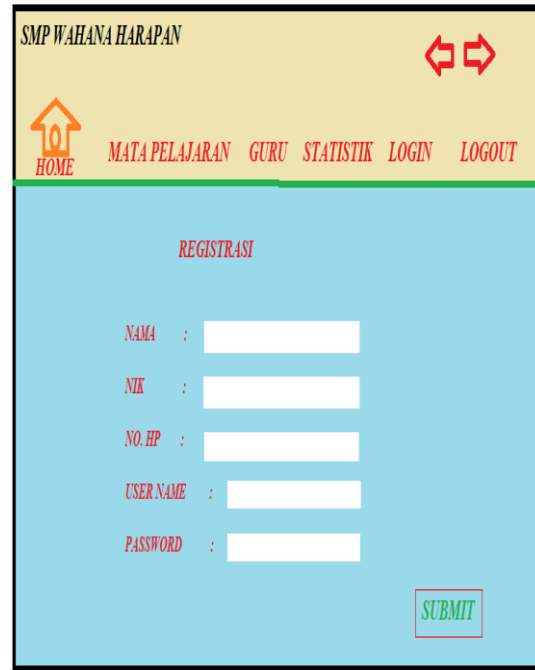 SMP WAHANA HARAPAN
HOME MATA PELAJARAN GURU STATISTIK LOGIN LOGOUT
REGISTRASI
NAMA :
NIK :
NO. HP :
USER NAME :
PASSWORD :
SUBMIT